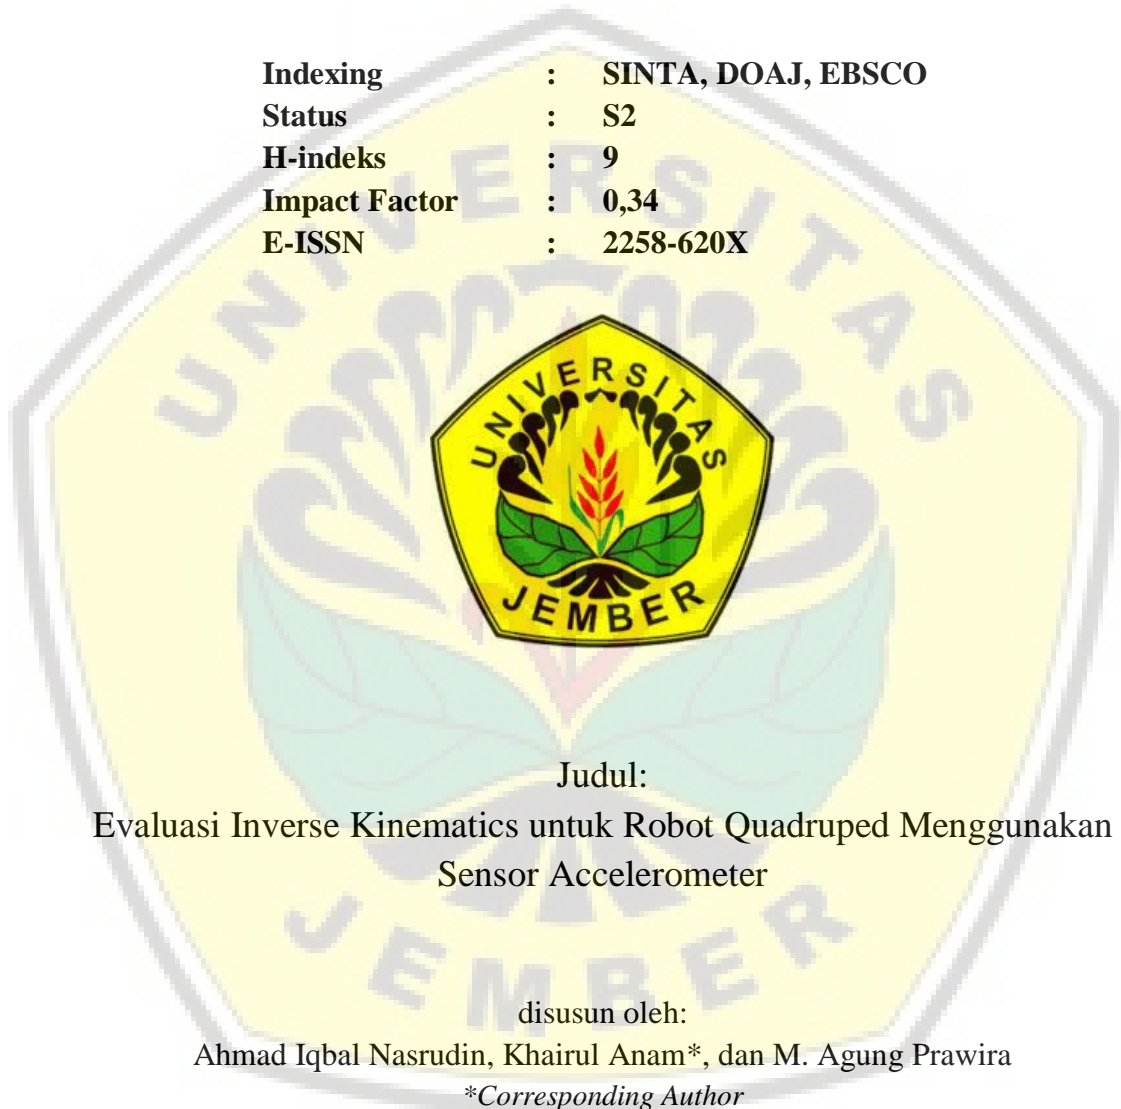 Indexing : SINTA, DOAJ, EBSCO
Status : S2
H-indeks : 9
Impact Factor : 0,34
E-ISSN : 2258-620X
UNIVERSITAS
JEMBER
UNIVERSITAS
JEMBER
Judul:
Evaluasi Inverse Kinematics untuk Robot Quadruped Menggunakan
Sensor Accelerometer
disusun oleh:
Ahmad Iqbal Nasrudin, Khairul Anam*, dan M. Agung Prawira
*Corresponding Author